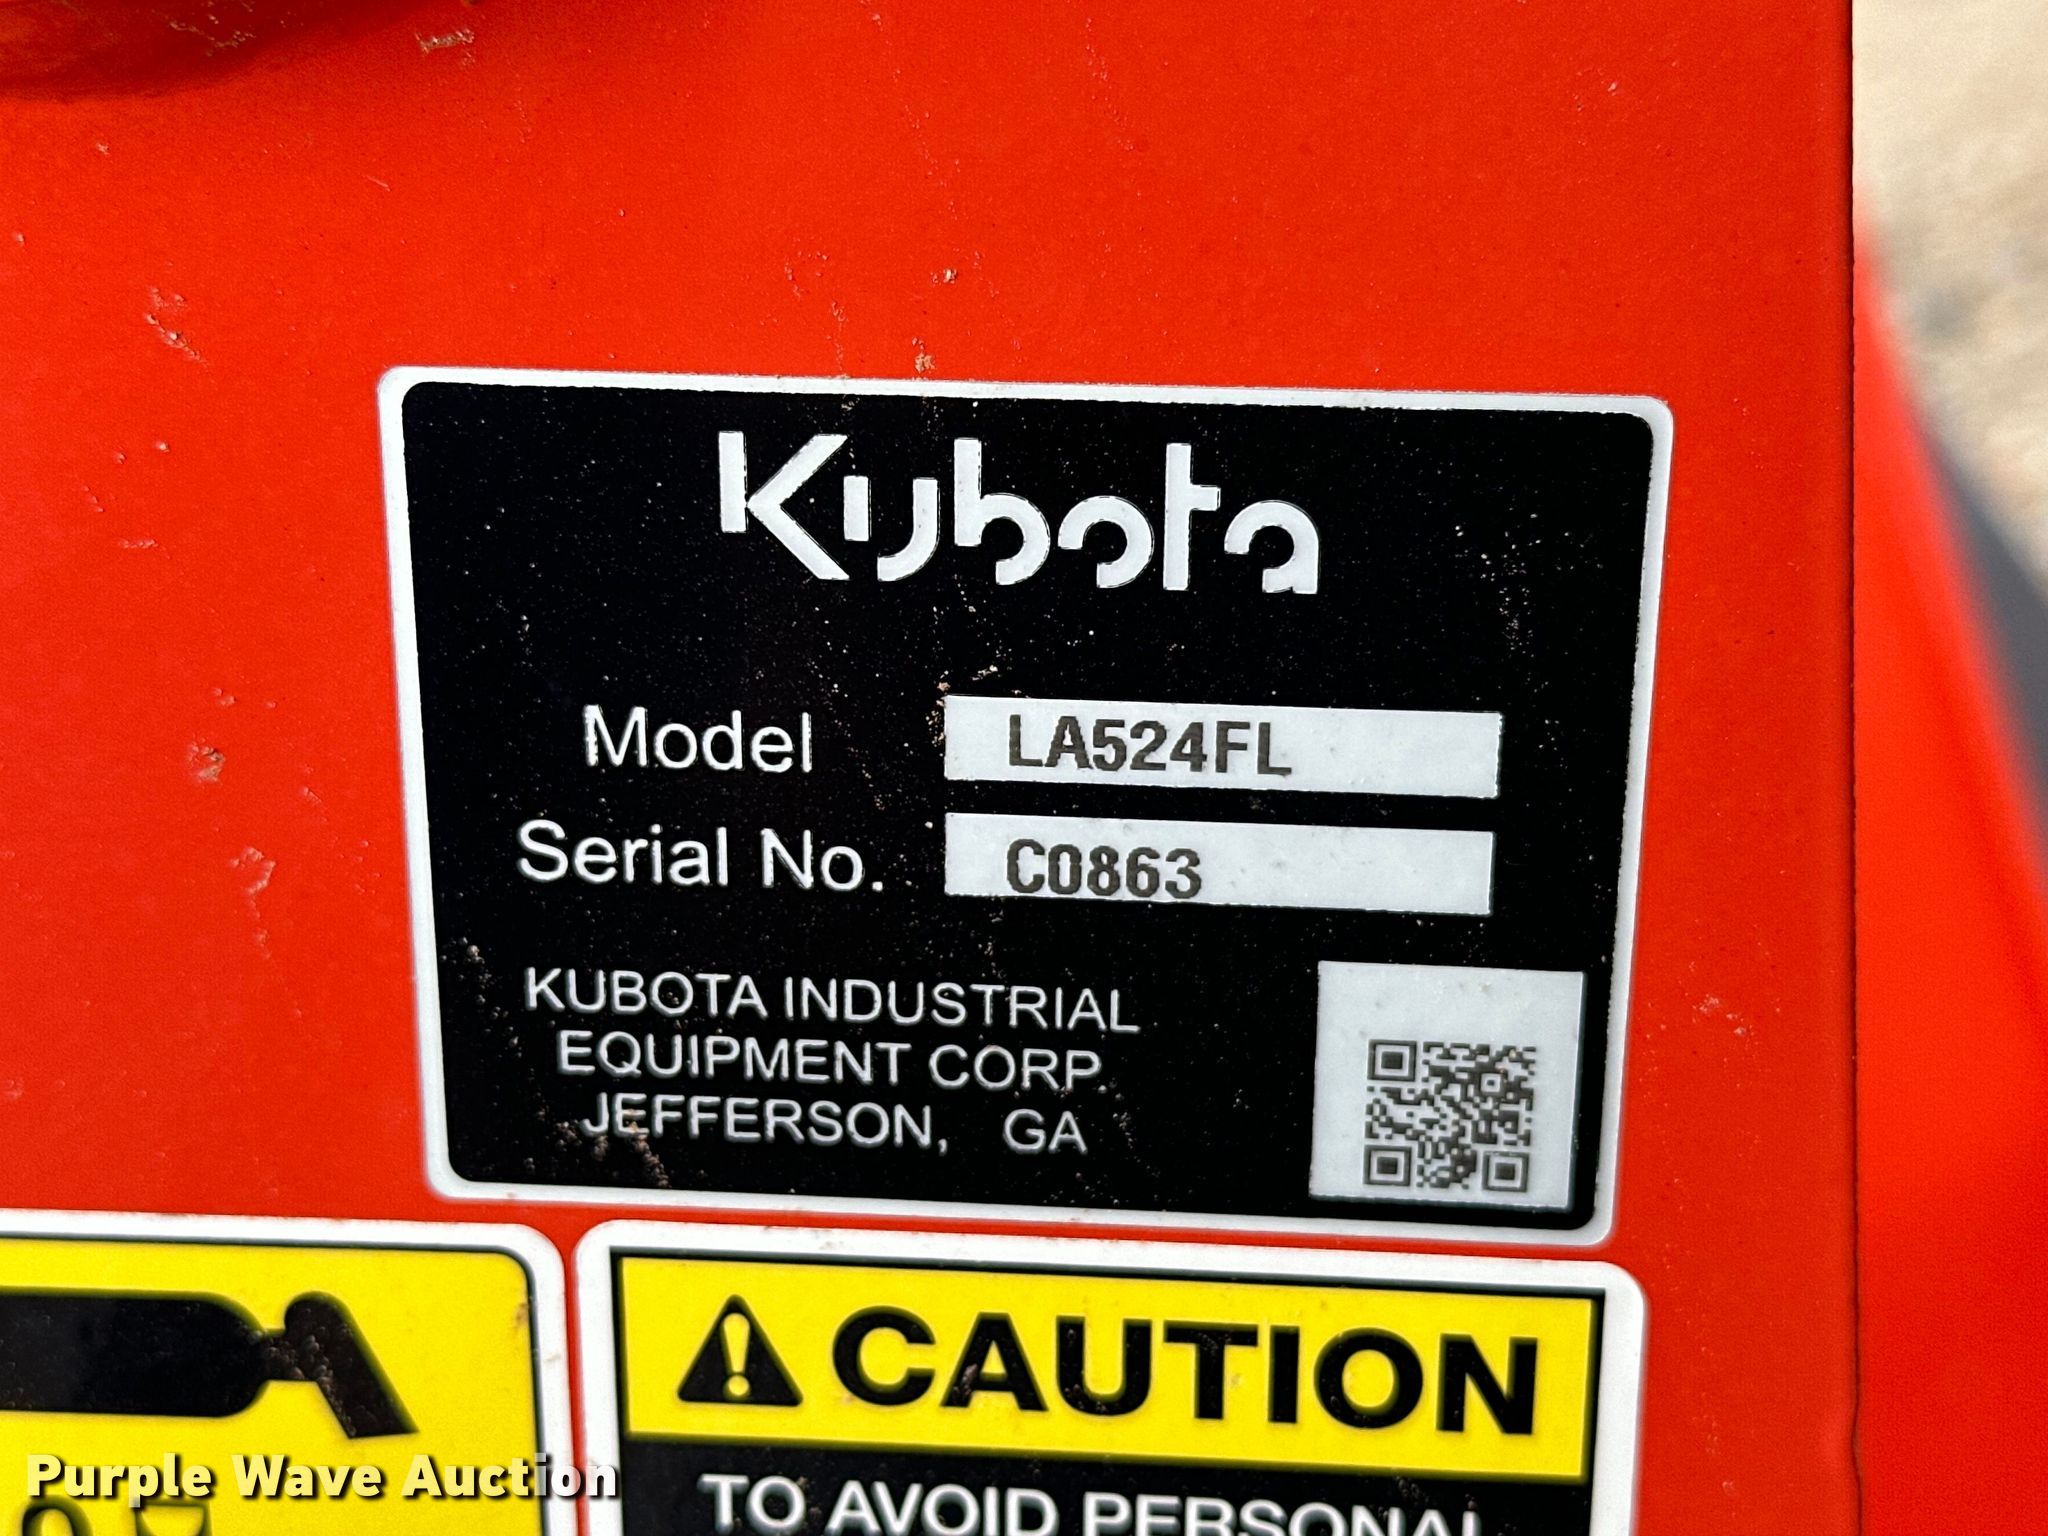 Kubota
Model LA524FL
Serial No. C0863
KUBOTA INDUSTRIAL
EQUIPMENT CORP.
JEFFERSON, GA
CAUTION
TO AVOID PERSONAL
Purple Wave Auction